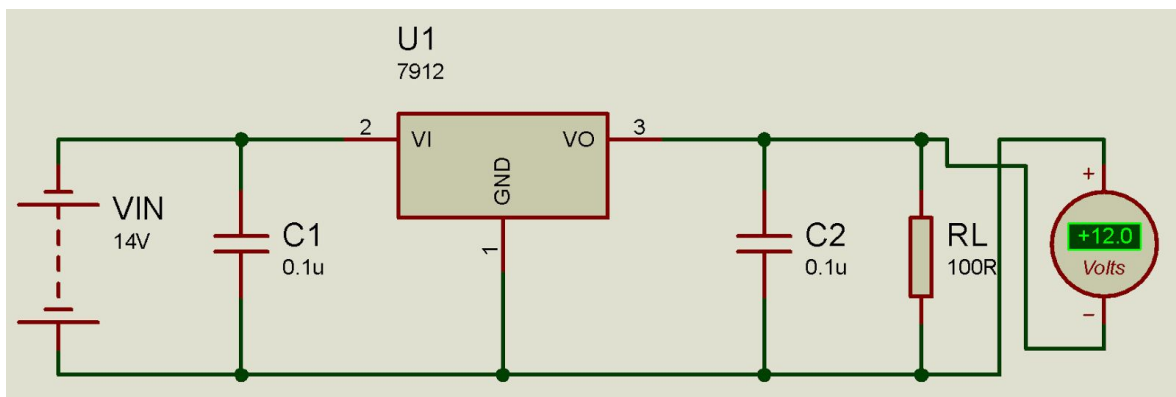 U1
7912
2
VI
VO
3
GND
1
VIN
14V
C1
0.1u
C2
0.1u
RL
100R
+
+12.0
Volts
−